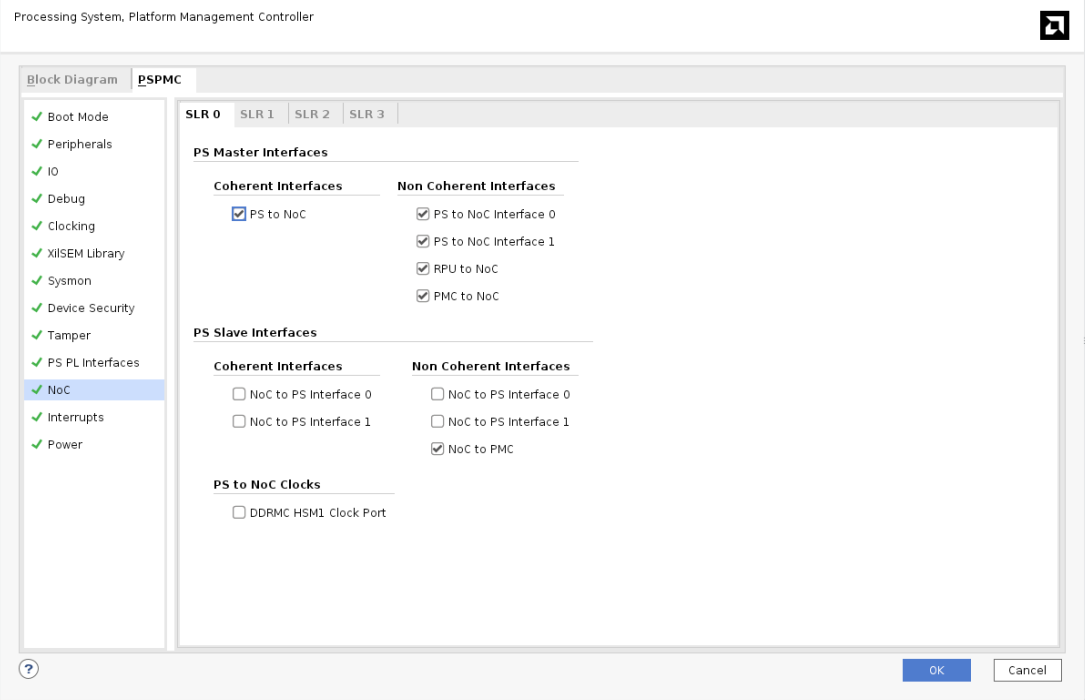 Processing System, Platform Management Controller
Block Diagram PSPMC
Boot Mode
Peripherals
IO
Debug
Clocking
XilSEM Library
Sysmon
Device Security
Tamper
PS PL Interfaces
NoC
Interrupts
Power
SLR 0 SLR 1 SLR 2 SLR 3
PS Master Interfaces
Coherent Interfaces Non Coherent Interfaces
PS to NoC PS to NoC Interface 0
PS to NoC Interface 1
RPU to NoC
PMC to NoC
PS Slave Interfaces
Coherent Interfaces Non Coherent Interfaces
NoC to PS Interface 0 NoC to PS Interface 0
NoC to PS Interface 1 NoC to PS Interface 1
NoC to PMC
PS to NoC Clocks
DDRMC HSM1 Clock Port
? OK Cancel